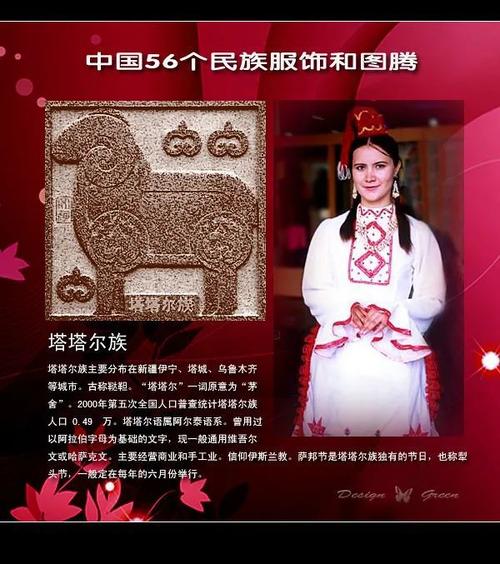 中国56个民族服饰和图腾
塔塔尔族
塔塔尔族
塔塔尔族主要分布在新疆伊宁、塔城、乌鲁木齐
等城市。古称鞑靼。“塔塔尔”一词原意为“茅
舍”。2000年第五次全国人口普查统计塔塔尔族
人口 0.49 万。塔塔尔语属阿尔泰语系。曾用过
以阿拉伯字母为基础的文字，现一般通用维吾尔
文或哈萨克文。主要经营商业和手工业。信仰伊斯兰教。萨邦节是塔塔尔族独有的节日，也称犁
头节，一般定在每年的六月份举行。
Design Green